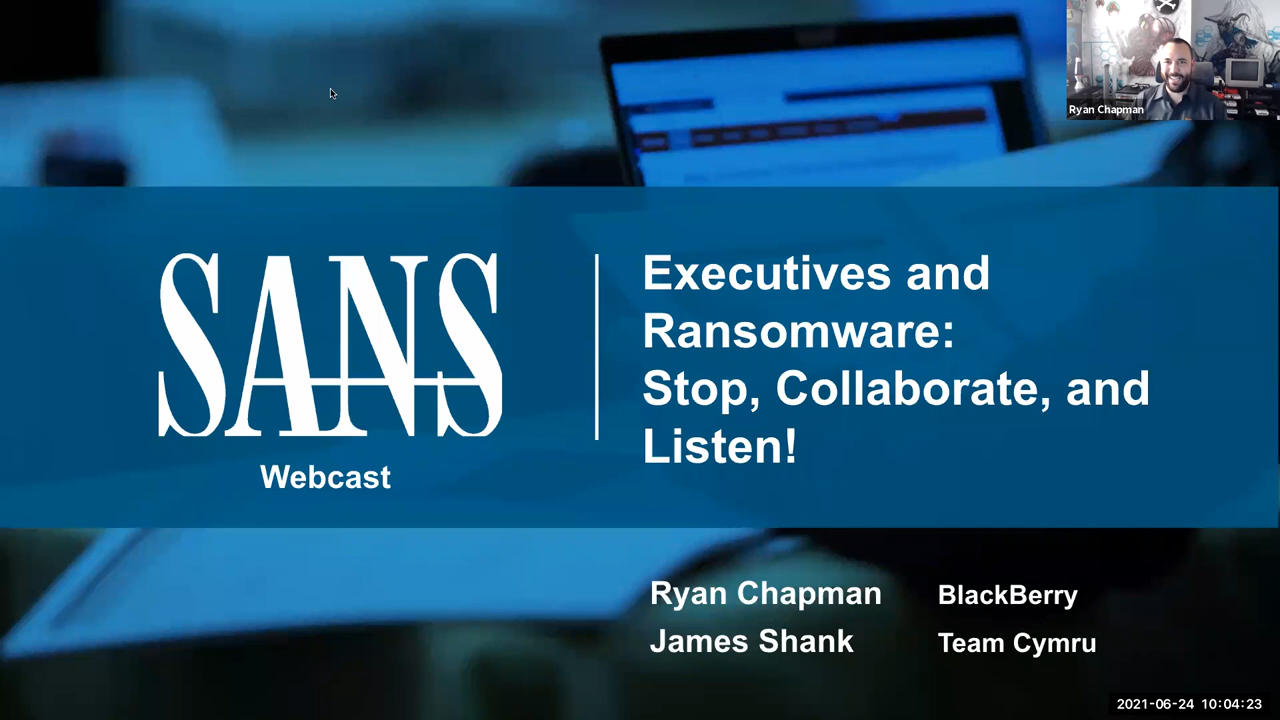 Ryan Chapman
SANS
Webcast
Executives and
Ransomware:
Stop, Collaborate, and
Listen!
Ryan Chapman BlackBerry
James Shank Team Cymru
2021-06-24 10:04:23